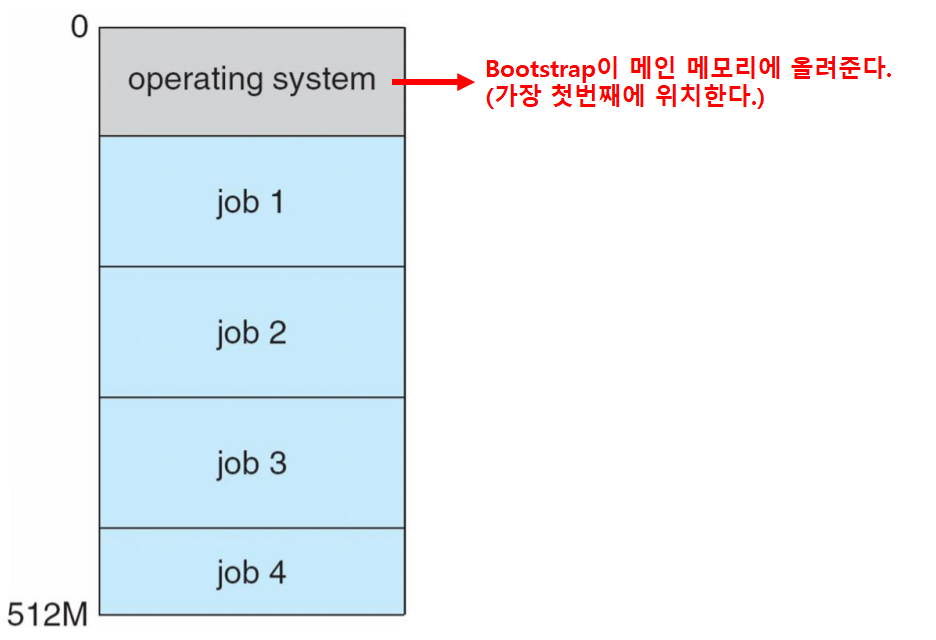 0
operating system
Bootstrap이 메인 메모리에 올려준다.
(가장 첫번째에 위치한다.)
job 1
job 2
job 3
job 4
512M